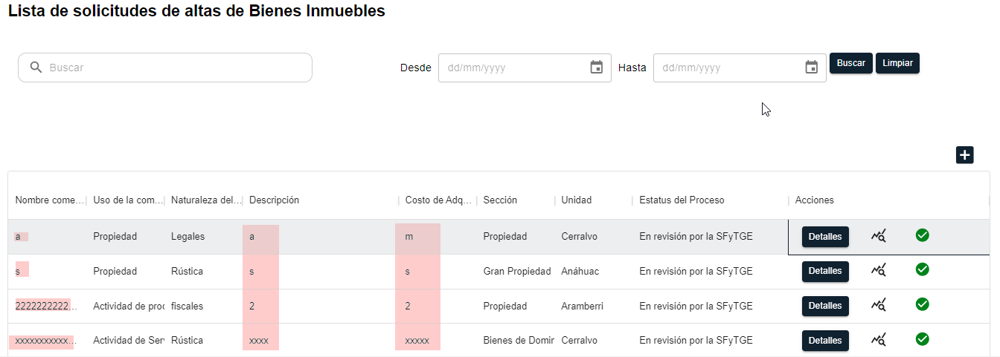 Lista de solicitudes de altas de Bienes Inmuebles
Buscar Desde dd/mm/yyyy Hasta dd/mm/yyyy Buscar Limpiar
Nombre come... Uso de la com... Naturaleza del... Descripción Costo de Adq... Sección Unidad Estatus del Proceso Acciones
a Propiedad Legales a m Propiedad Cerralvo En revisión por la SFyTGE Detalles
s Propiedad Rústica s s Gran Propiedad Anáhuac En revisión por la SFyTGE Detalles
2222222222... Actividad de proc fiscales 2 2 Propiedad Aramberri En revisión por la SFyTGE Detalles
xxxxxxxxxxx... Actividad de Ser Rústica xxxx xxxxx Bienes de Domin Cerralvo En revisión por la SFyTGE Detalles